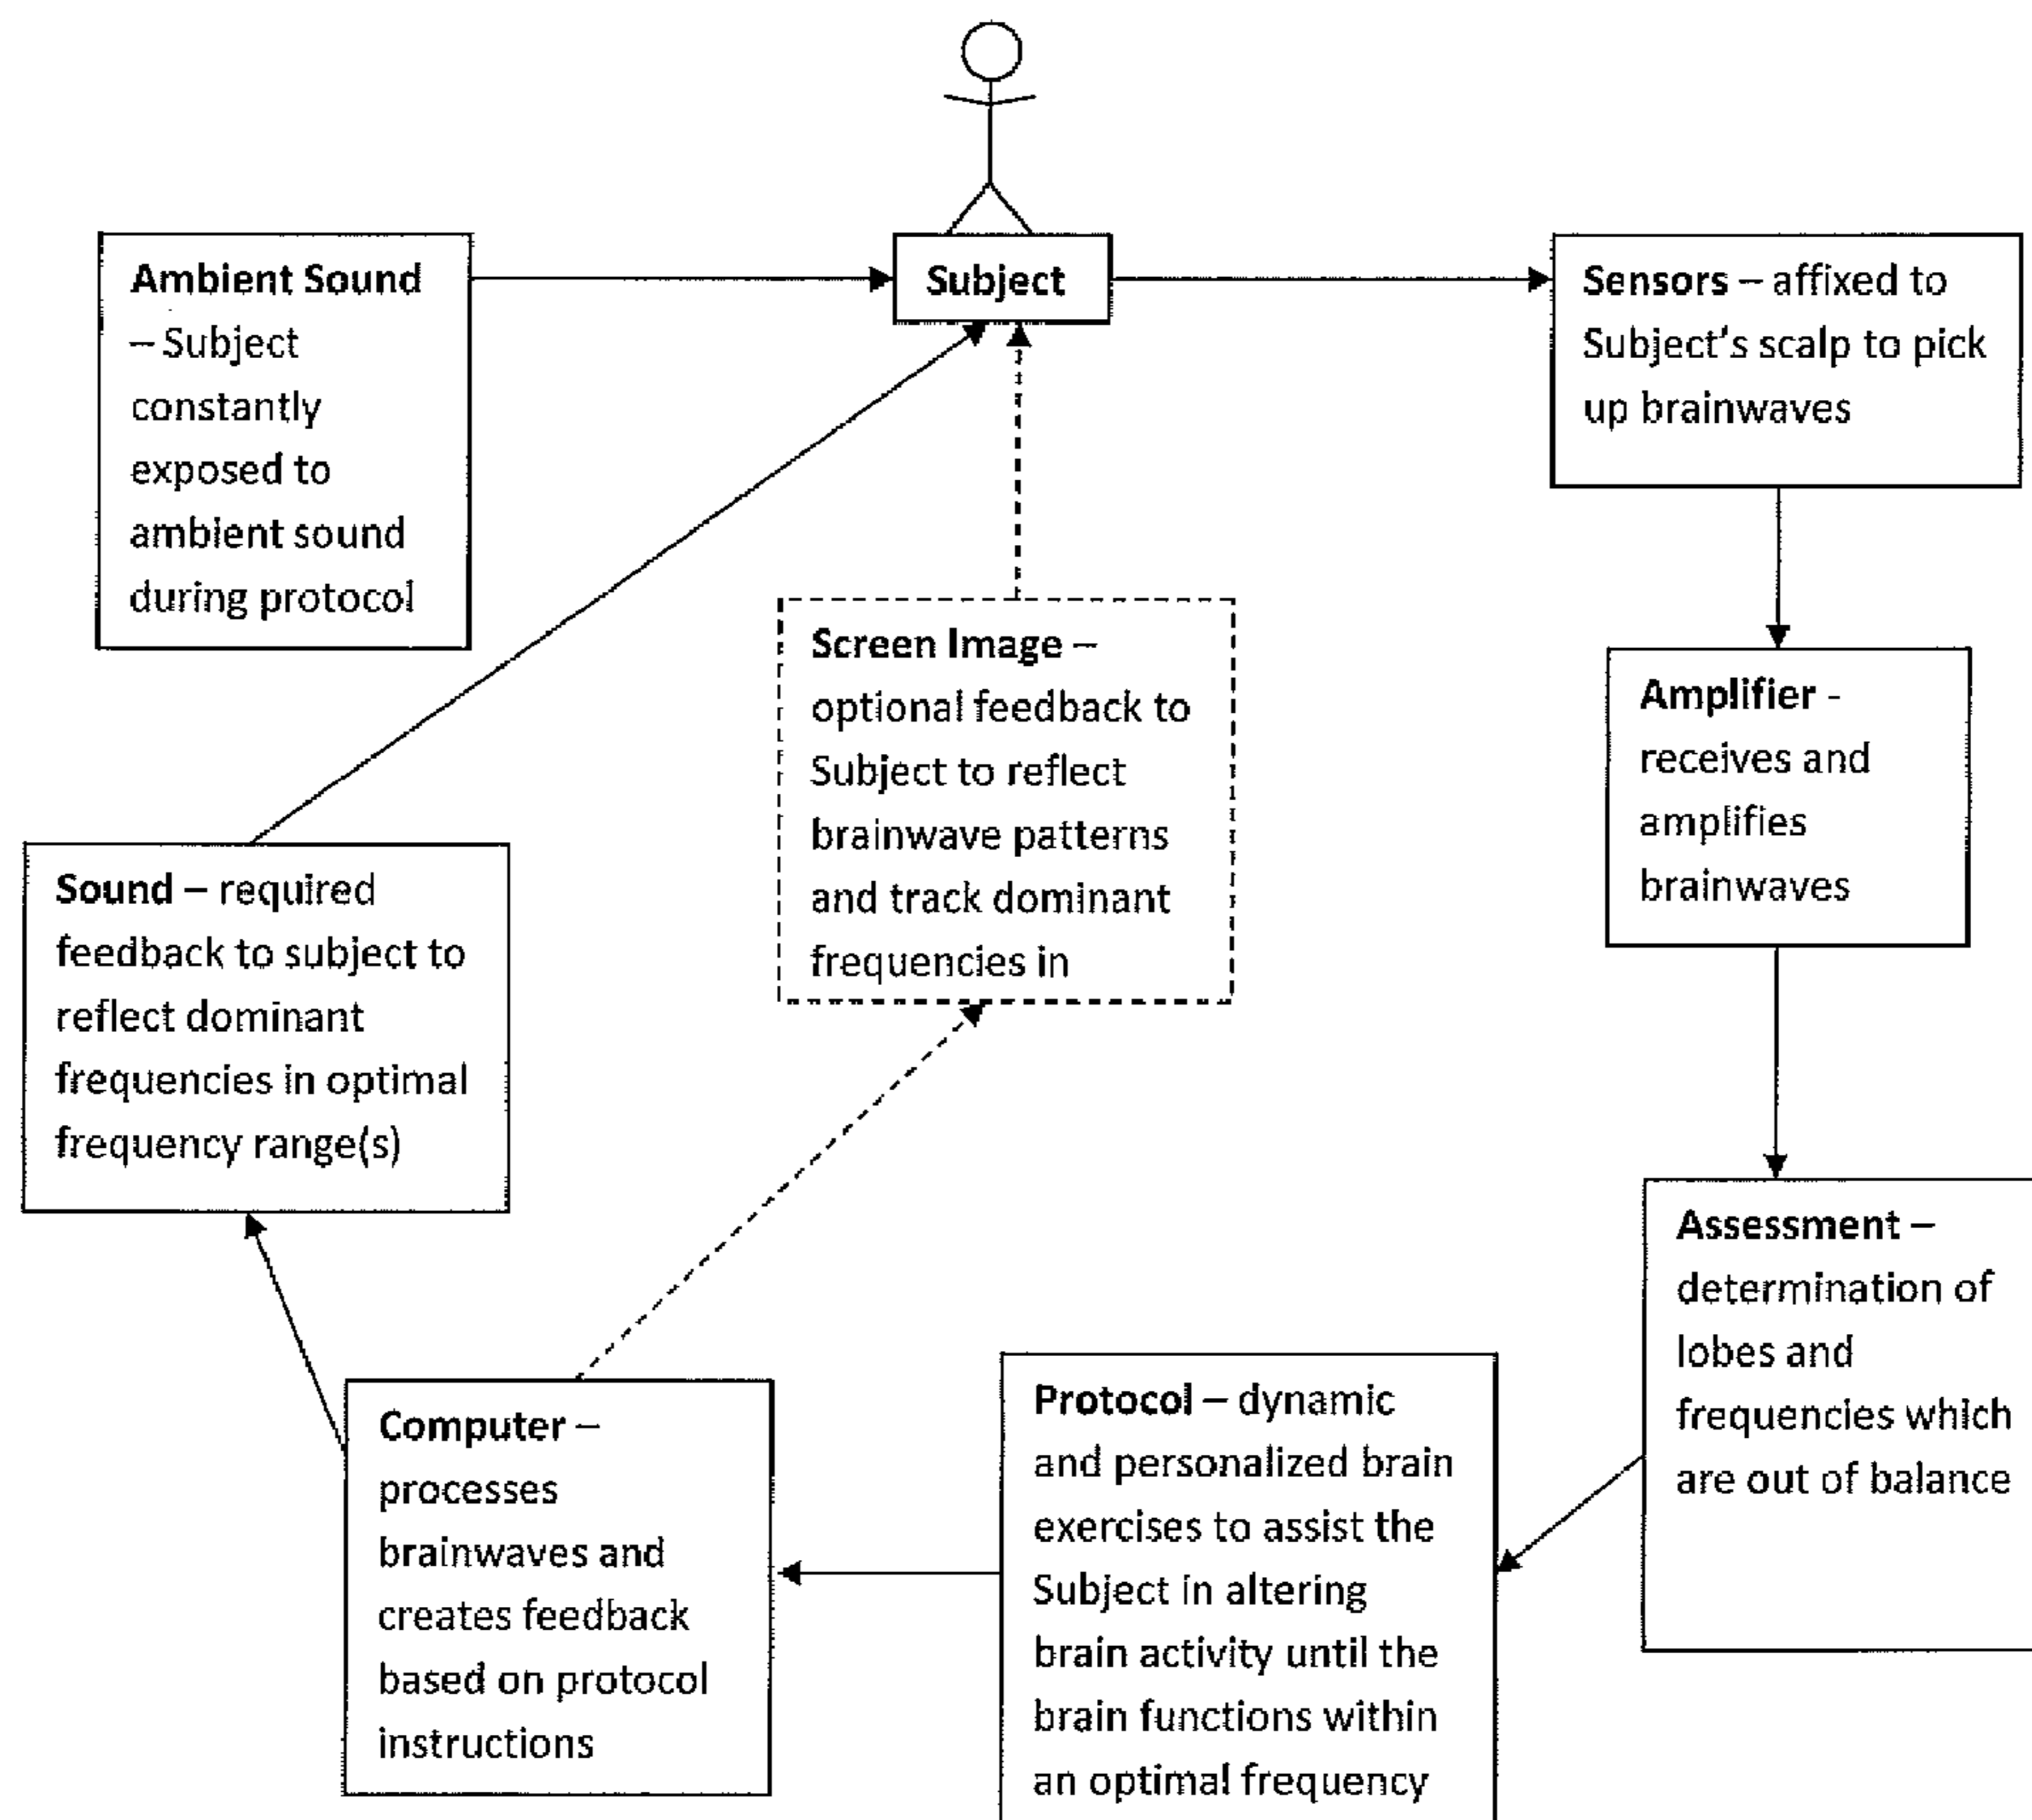 Subject
Ambient Sound
– Subject
constantly
exposed to
ambient sound
during protocol
Sensors – affixed to
Subject's scalp to pick
up brainwaves
Screen Image –
optional feedback to
Subject to reflect
brainwave patterns
and track dominant
frequencies in
Amplifier -
receives and
amplifies
brainwaves
Sound – required
feedback to subject to
reflect dominant
frequencies in optimal
frequency range(s)
Assessment –
determination of
lobes and
frequencies which
are out of balance
Computer –
processes
brainwaves and
creates feedback
based on protocol
instructions
Protocol – dynamic
and personalized brain
exercises to assist the
Subject in altering
brain activity until the
brain functions within
an optimal frequency